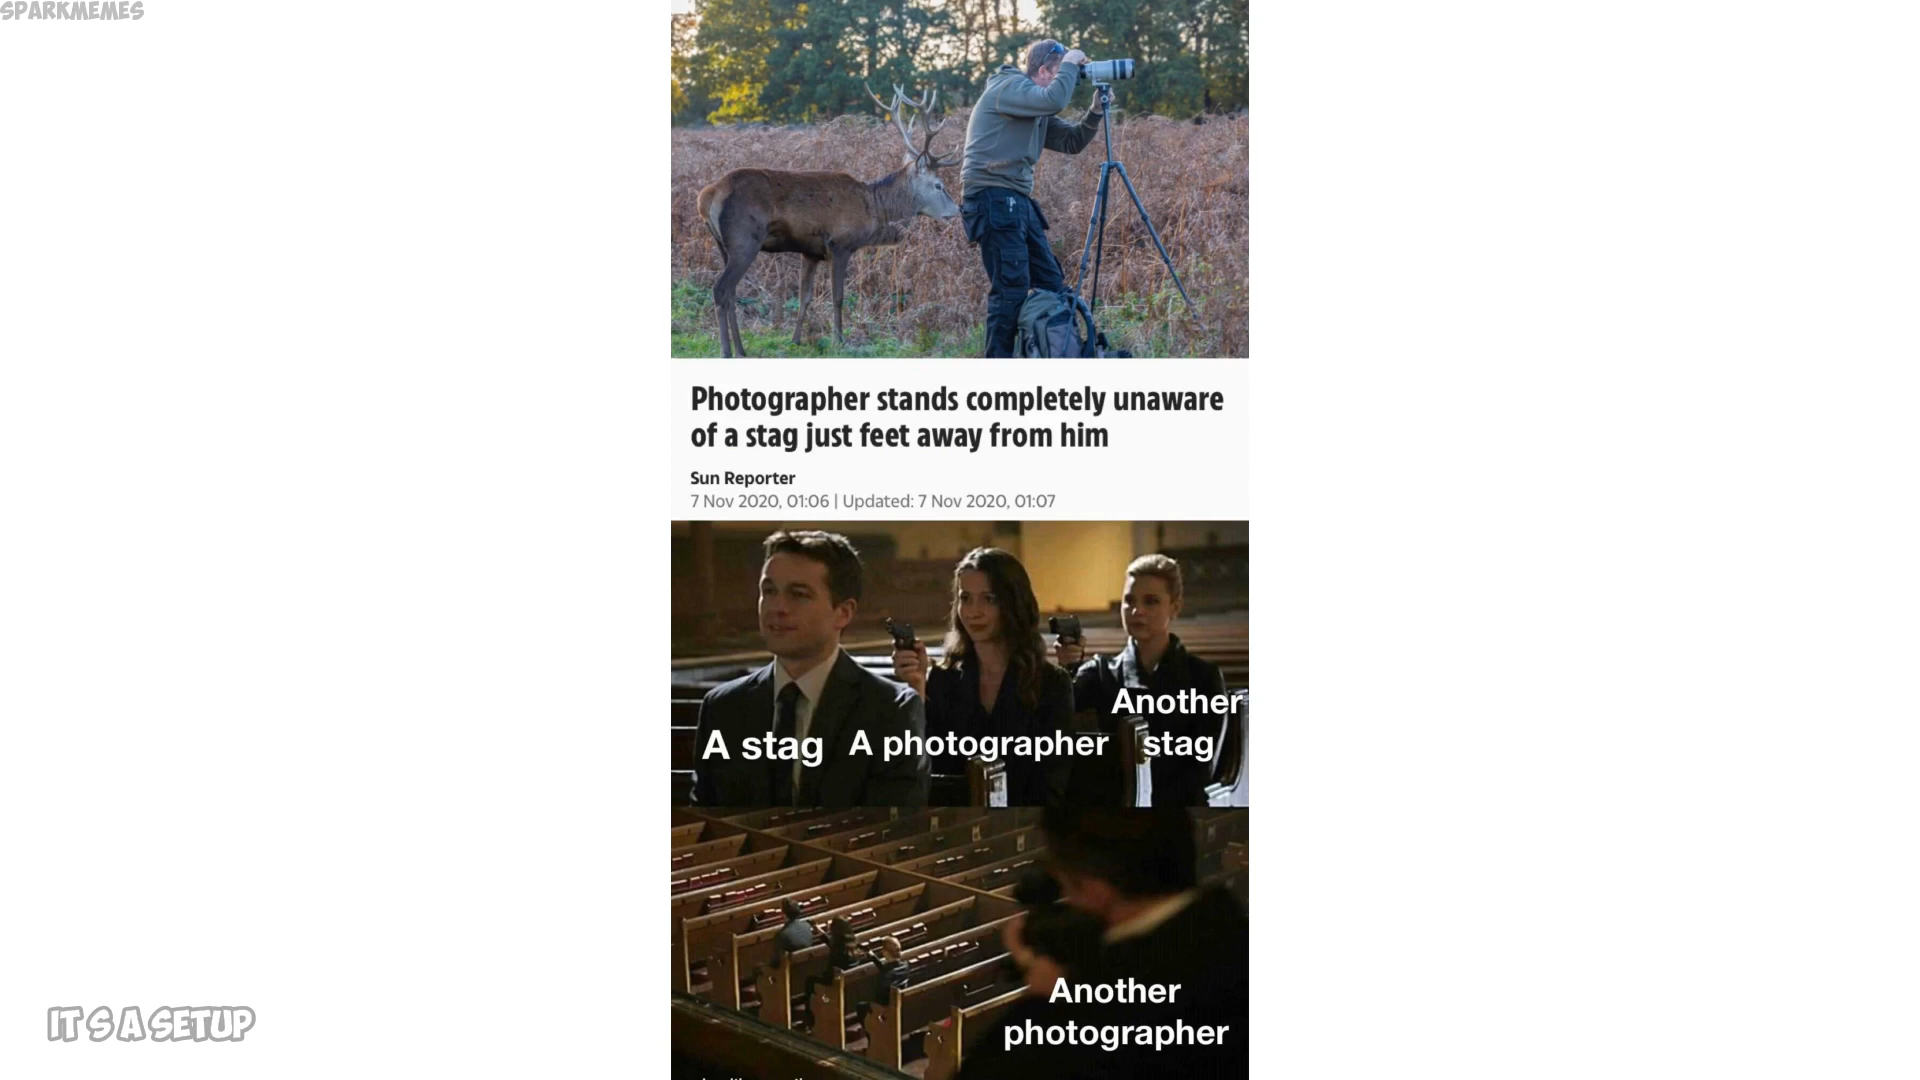 SPARKMEMES
Photographer stands completely unaware
of a stag just feet away from him
Sun Reporter
7 Nov 2020, 01:06 | Updated: 7 Nov 2020, 01:07
A stag
A photographer
Another
stag
Another
photographer
IT'S A SETUP